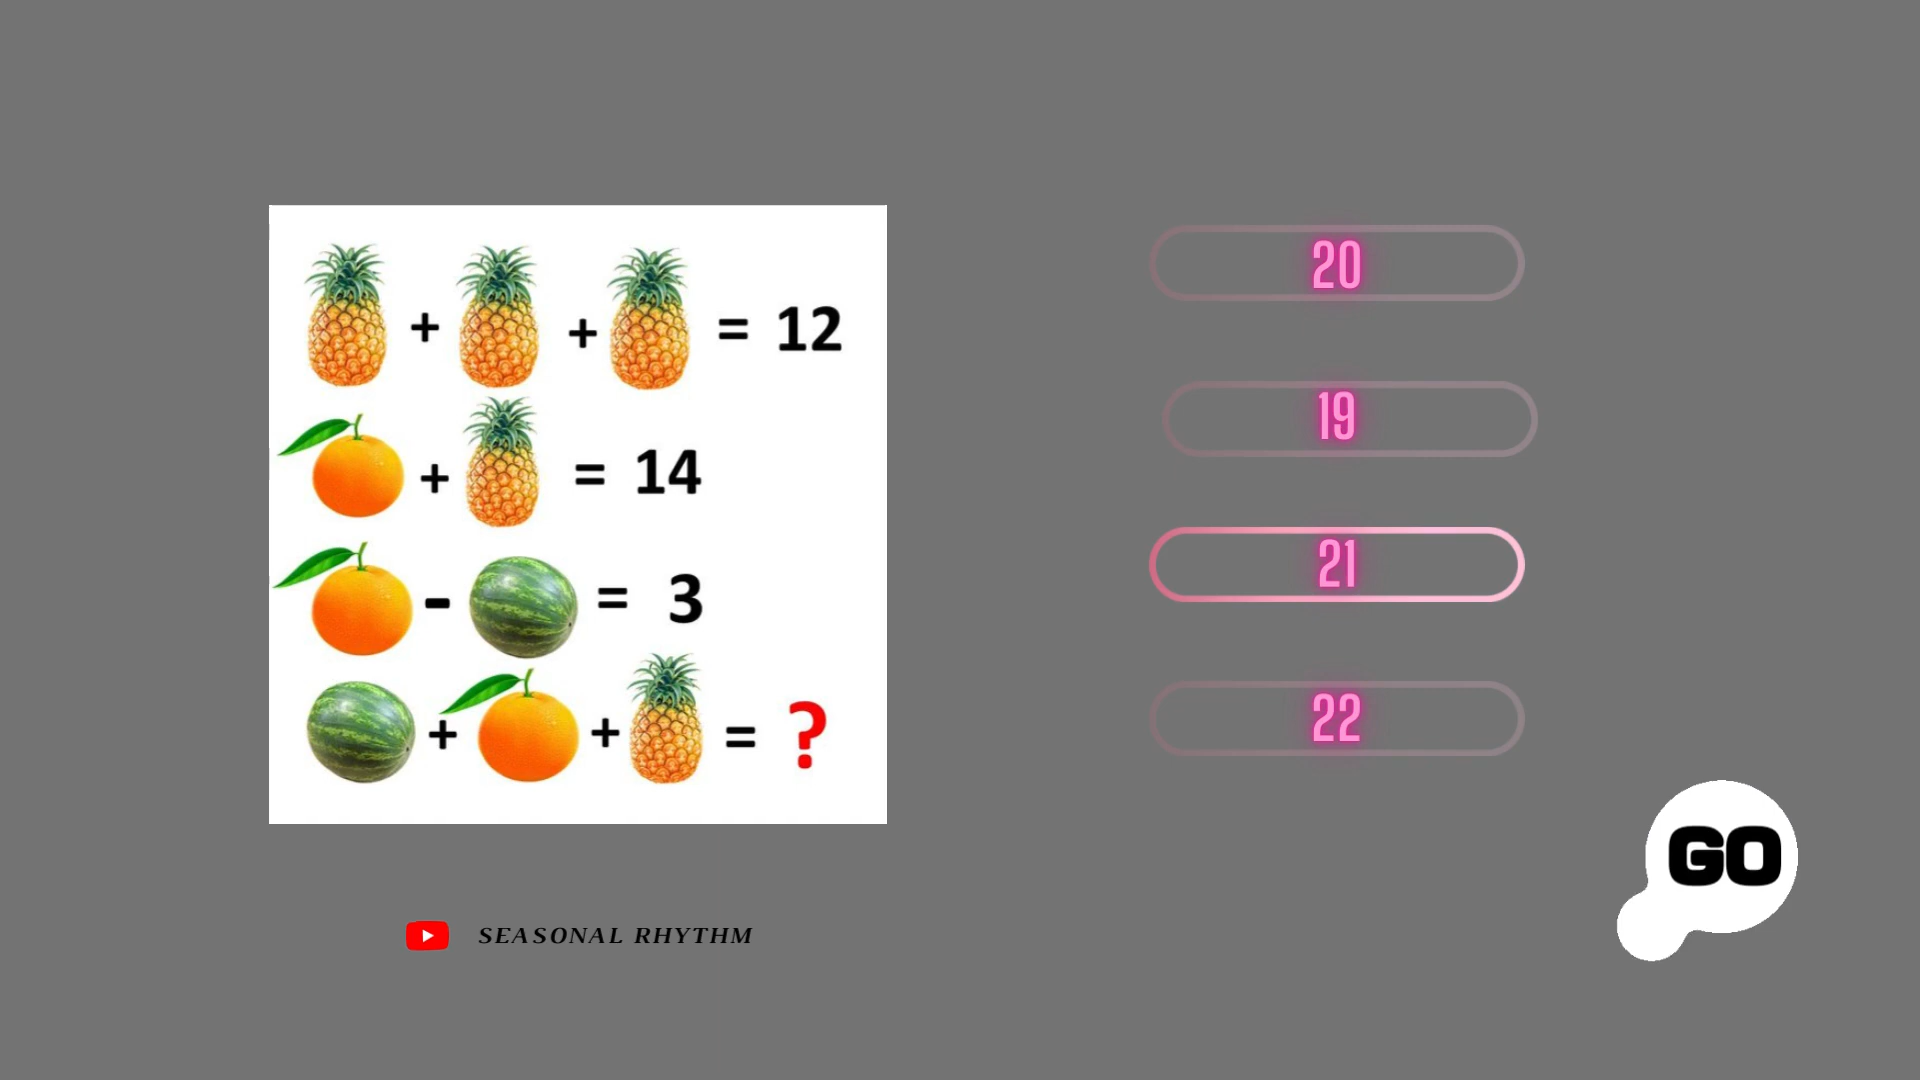 + + = 12
+ = 14
- = 3
+ + = ?
20
19
21
22
GO
SEASONAL RHYTHM